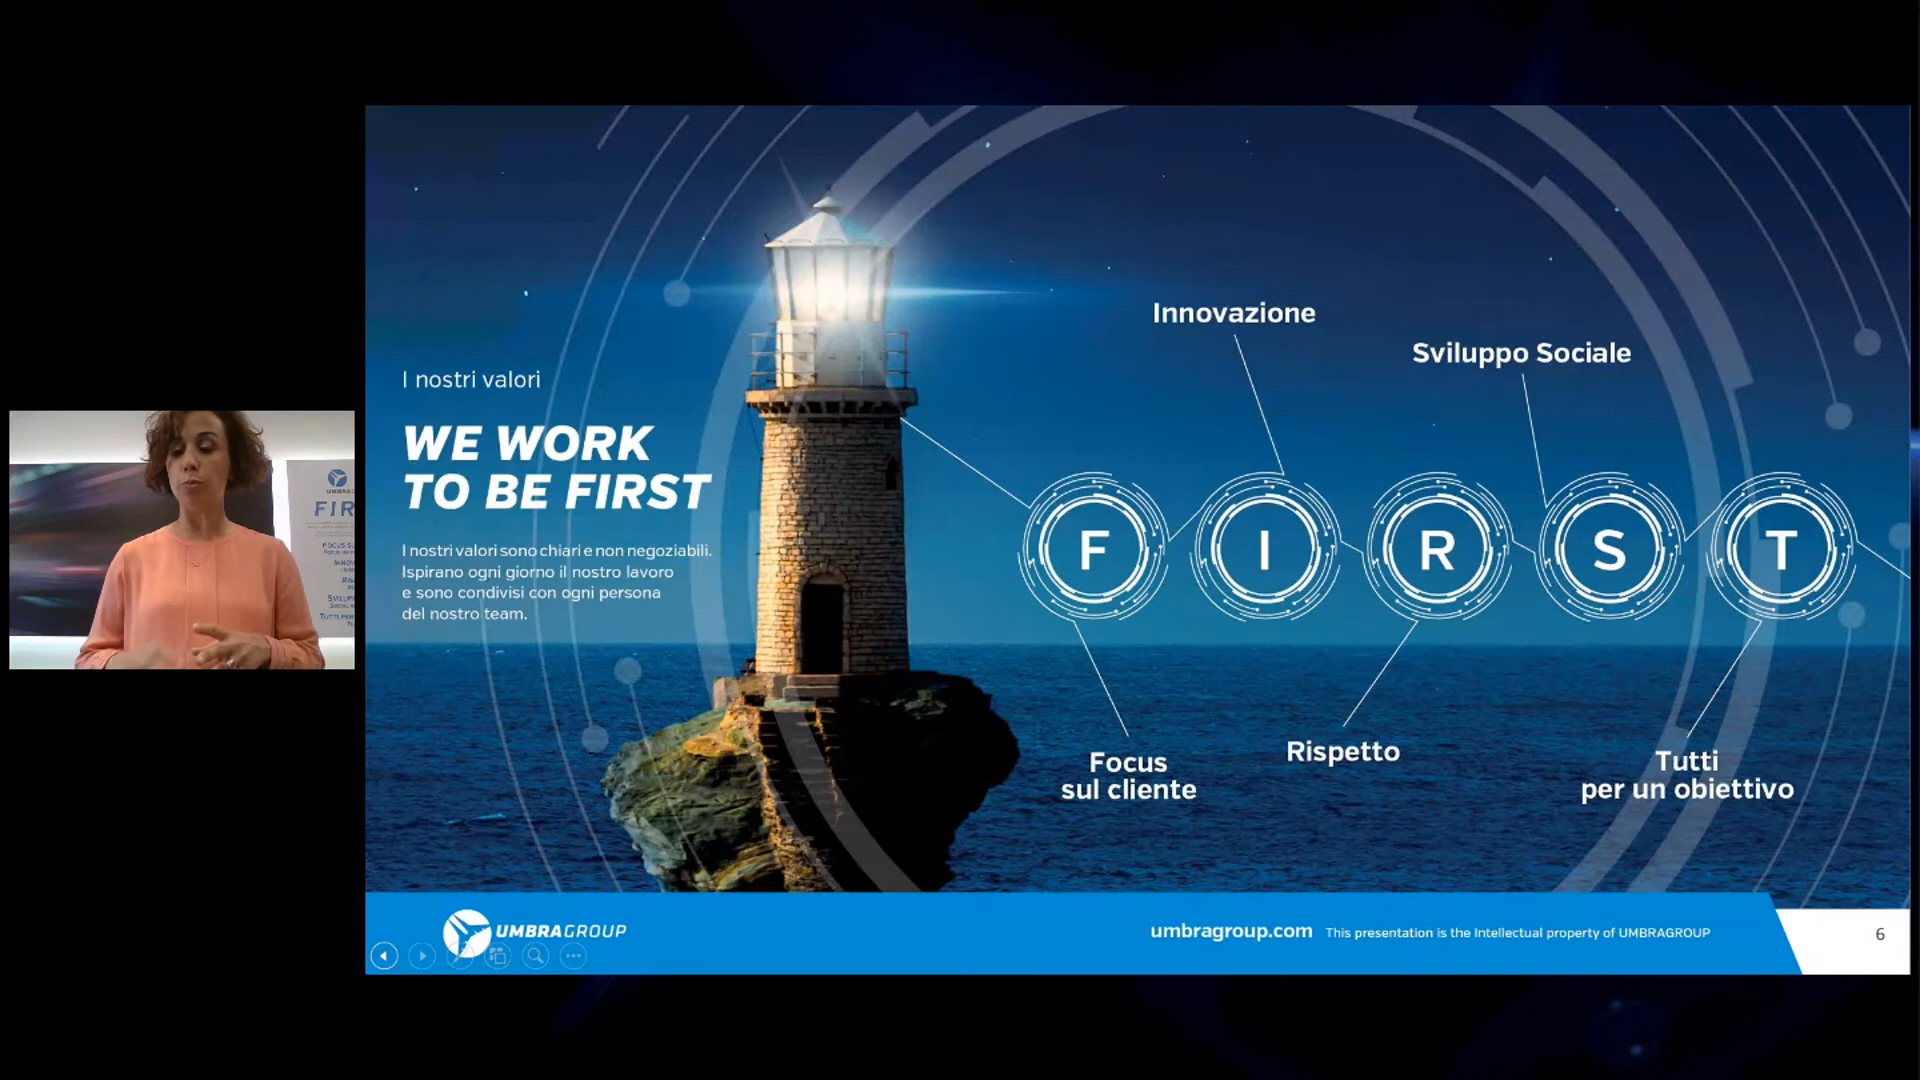 I nostri valori
WE WORK
TO BE FIRST
I nostri valori sono chiari e non negoziabili.
Ispirano ogni giorno il nostro lavoro
e sono condivisi con ogni persona
del nostro team.
Innovazione
Sviluppo Sociale
F I R S T
Focus
sul cliente
Rispetto
Tutti
per un obiettivo
UMBRAGROUP
umbragroup.com This presentation is the Intellectual property of UMBRAGROUP
6